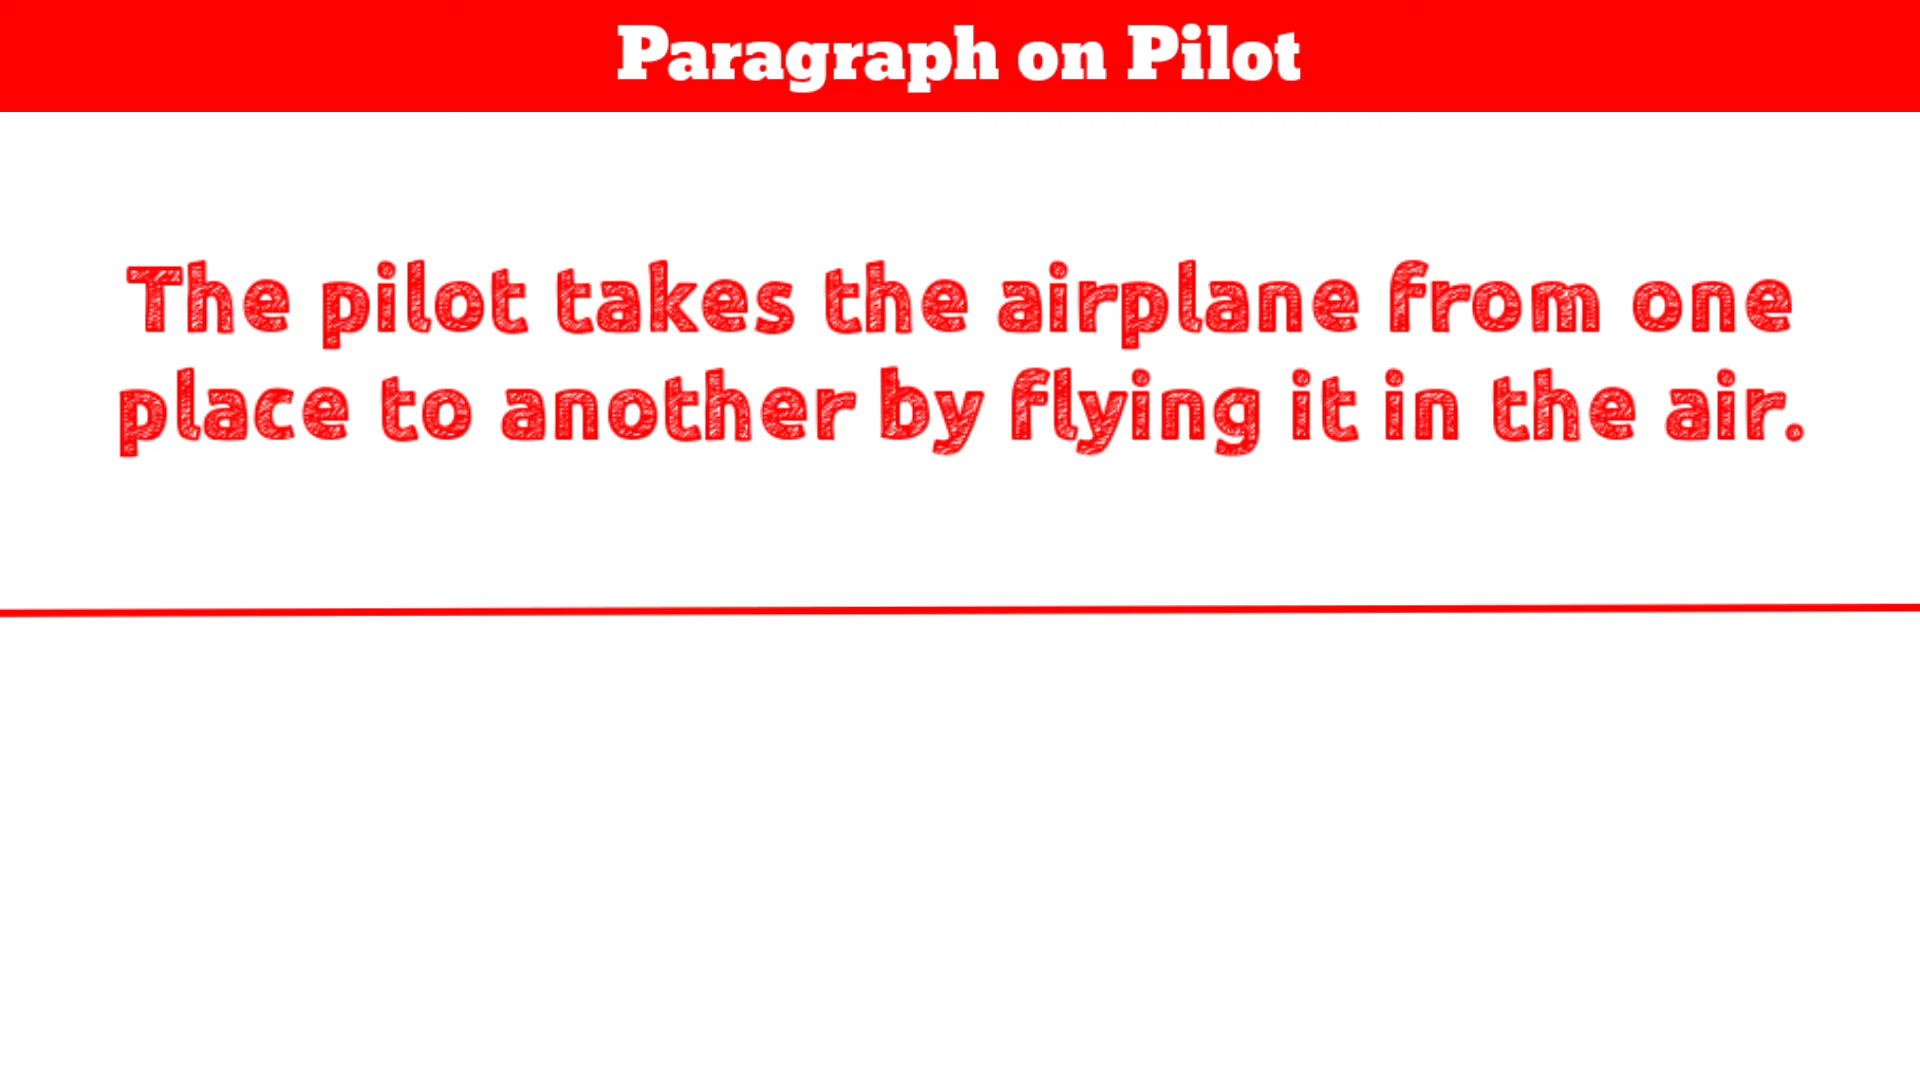 Paragraph on Pilot
The pilot takes the airplane from one
place to another by flying it in the air.